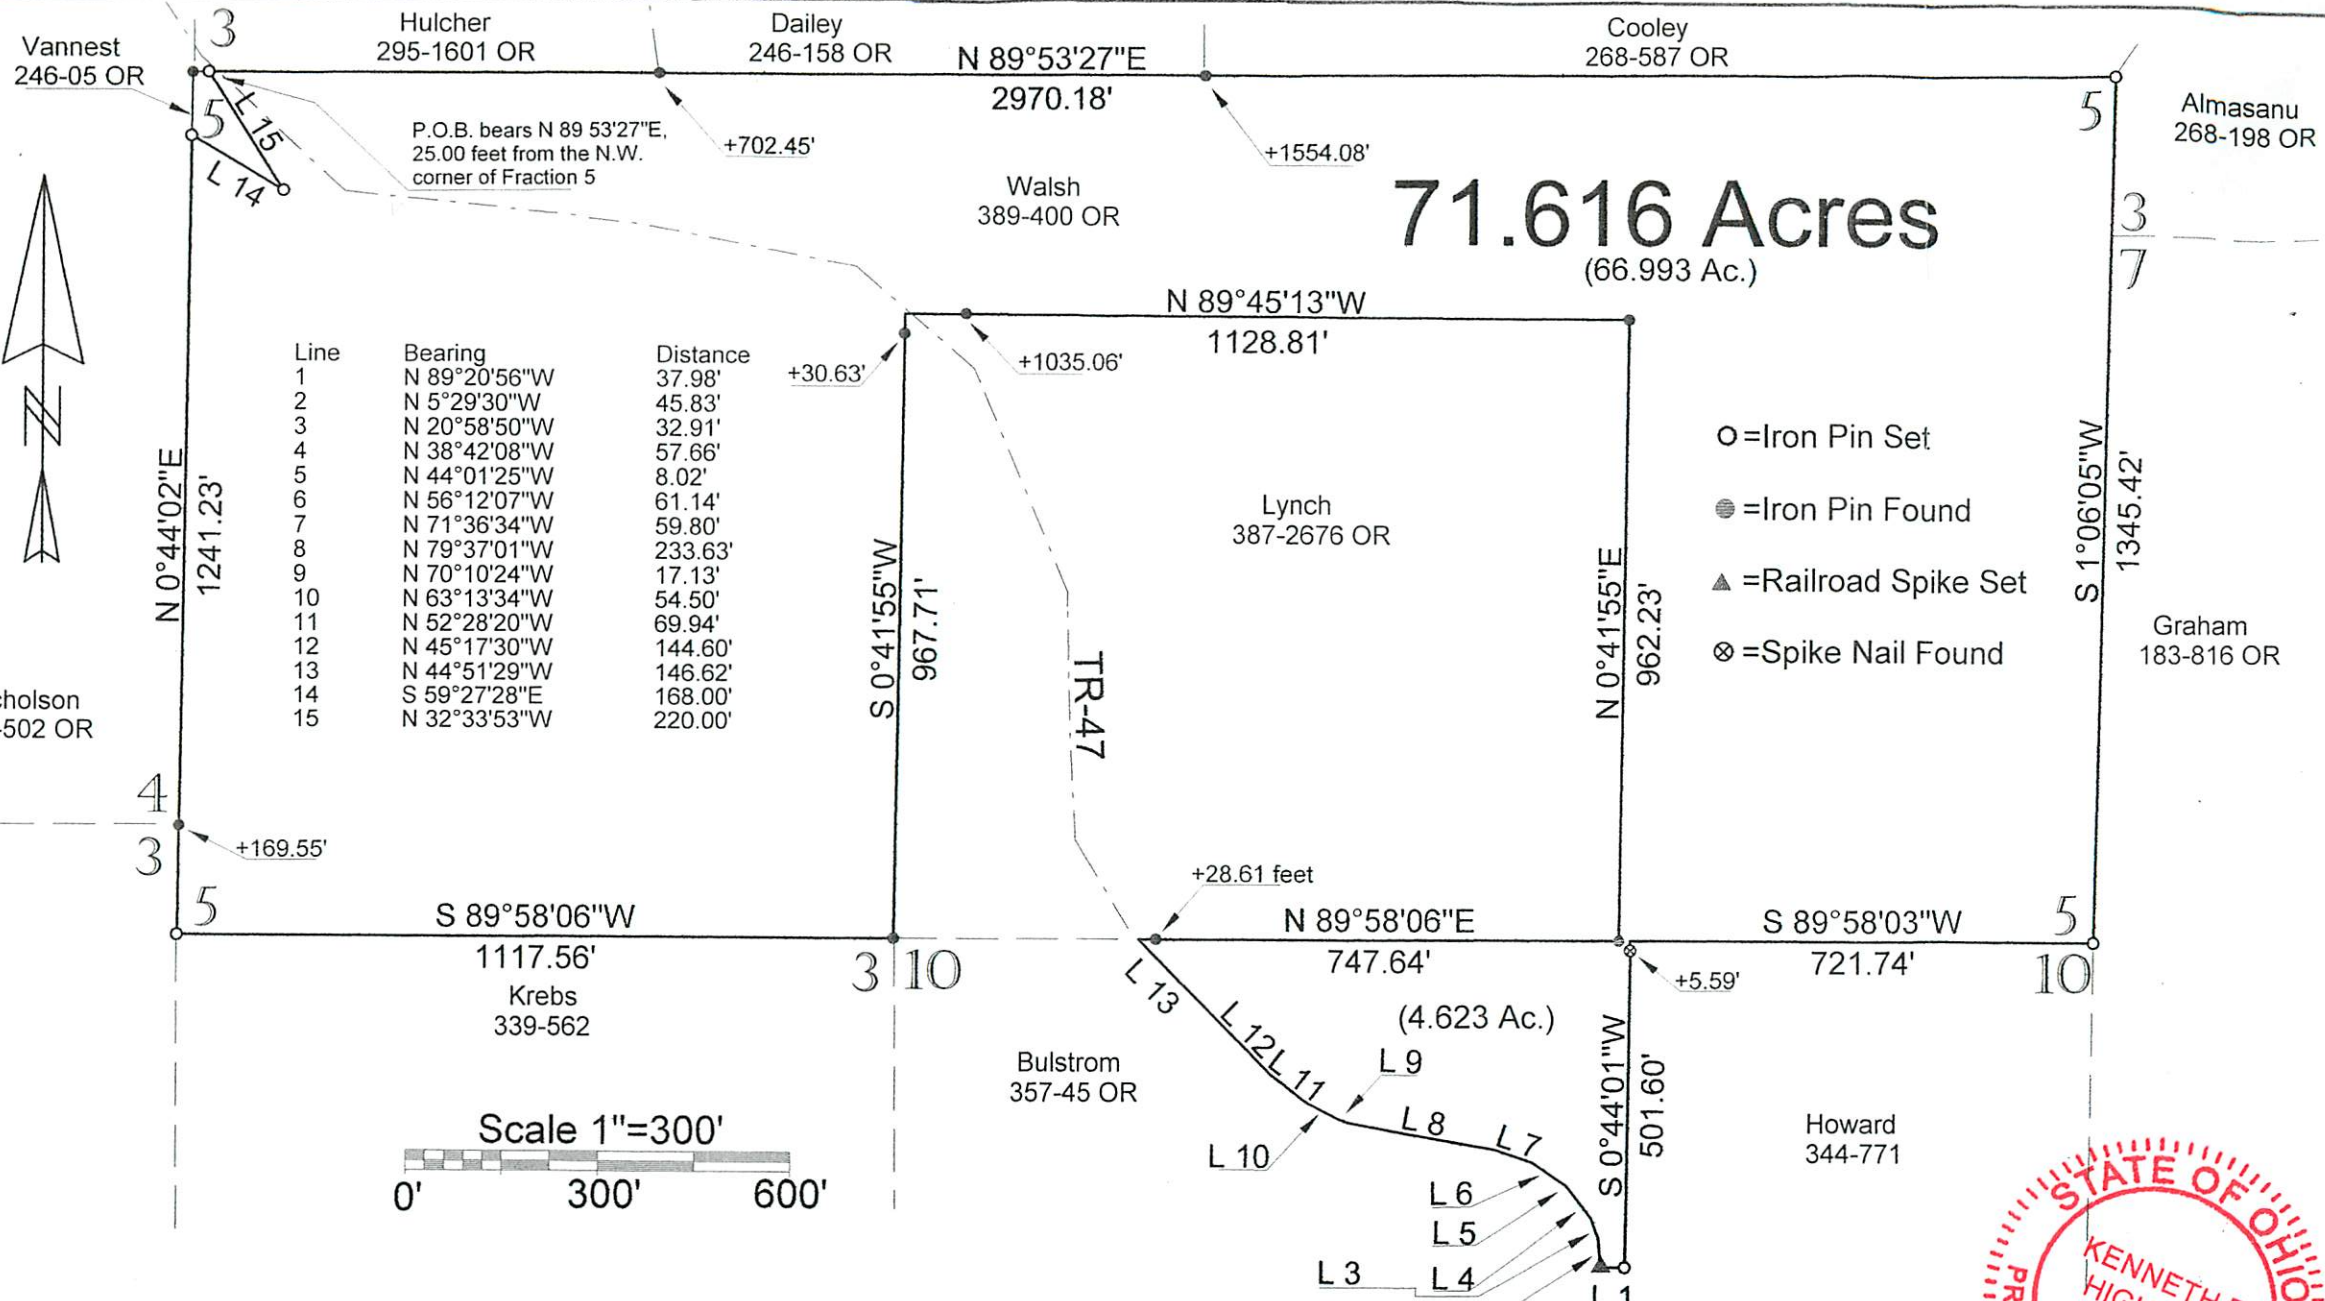 3
Hulcher
295-1601 OR
Dailey
246-158 OR
Cooley
268-587 OR
Vannest
246-05 OR
N 89°53'27"E
2970.18'
5
L 15
L 14
P.O.B. bears N 89 53'27"E,
25.00 feet from the N.W.
corner of Fraction 5
+702.45'
+1554.08'
5
Almasanu
268-198 OR
Walsh
389-400 OR
71.616 Acres
(66.993 Ac.)
3
7
N 89°45'13"W
1128.81'
+30.63'
+1035.06'
N
Line Bearing Distance
1 N 89°20'56"W 37.98'
2 N 5°29'30"W 45.83'
3 N 20°58'50"W 32.91'
4 N 38°42'08"W 57.66'
5 N 44°01'25"W 8.02'
6 N 56°12'07"W 61.14'
7 N 71°36'34"W 59.80'
8 N 79°37'01"W 233.63'
9 N 70°10'24"W 17.13'
10 N 63°13'34"W 54.50'
11 N 52°28'20"W 69.94'
12 N 45°17'30"W 144.60'
13 N 44°51'29"W 146.62'
14 S 59°27'28"E 168.00'
15 N 32°33'53"W 220.00'
N 0°44'02"E
1241.23'
S 0°41'55"W
967.71'
TR-47
Lynch
387-2676 OR
N 0°41'55"E
962.23'
=Iron Pin Set
=Iron Pin Found
=Railroad Spike Set
=Spike Nail Found
S 1°06'05"W
1345.42'
Graham
183-816 OR
cholson
-502 OR
4
3
+169.55'
5
S 89°58'06"W
1117.56'
3 10
Krebs
339-562
+28.61 feet
N 89°58'06"E
747.64'
S 89°58'03"W
721.74'
5
10
+5.59'
(4.623 Ac.)
S 0°44'01"W
501.60'
L 13
L 12
L 11
L 9
L 10
L 8
L 7
L 6
L 5
L 4
L 3
L 1
Bulstrom
357-45 OR
Howard
344-771
Scale 1"=300'
0' 300' 600'
STATE OF OHIO
KENNETH